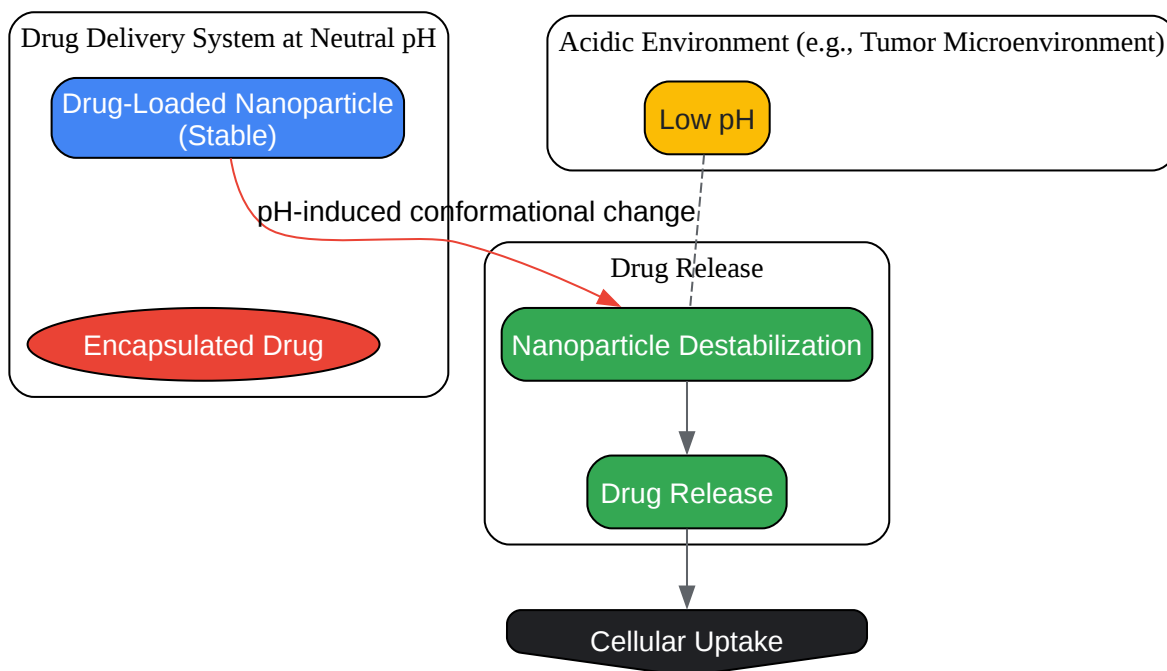 Drug Delivery System at Neutral pH
Drug-Loaded Nanoparticle
(Stable)
Encapsulated Drug
Acidic Environment (e.g., Tumor Microenvironment)
Low pH
pH-induced conformational change
Drug Release
Nanoparticle Destabilization
Drug Release
Cellular Uptake